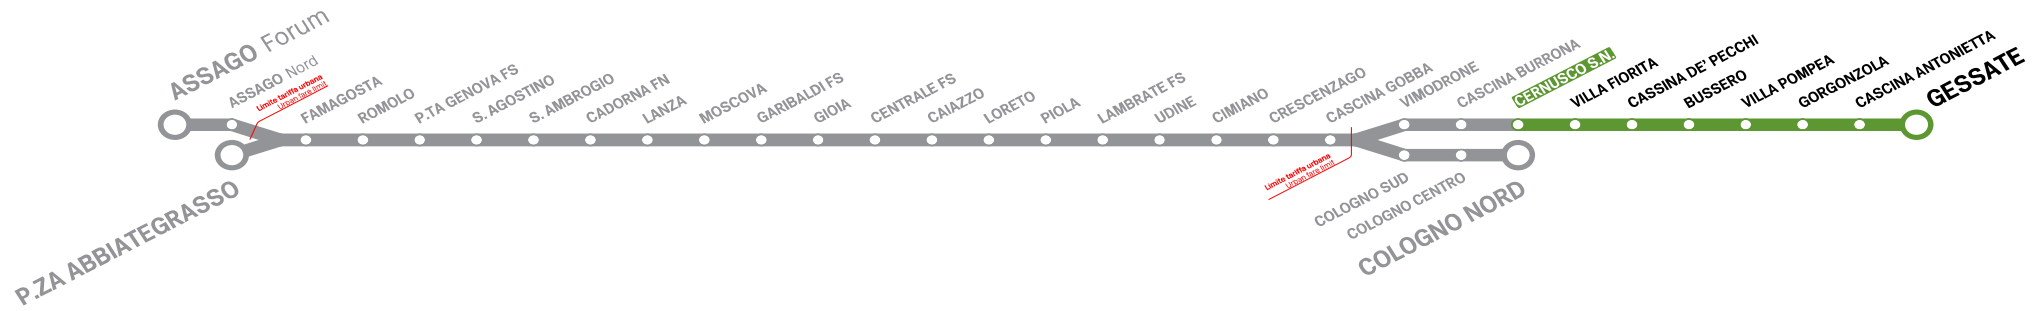 ASSAGO Forum
ASSAGO Nord
Limite tariffa urbana
Urban fare limit
P.ZA ABBIATEGRASSO
FAMAGOSTA
ROMOLO
P.TA GENOVA FS
S. AGOSTINO
S. AMBROGIO
CADORNA FN
LANZA
MOSCOVA
GARIBALDI FS
GIOIA
CENTRALE FS
CAIAZZO
LORETO
PIOLA
LAMBRATE FS
UDINE
CIMIANO
CRESCENZAGO
CASCINA GOBBA
Limite tariffa urbana
Urban fare limit
VIMODRONE
CASCINA BURRONA
CERNUSCO S.N.
VILLA FIORITA
CASSINA DE' PECCHI
BUSSERO
VILLA POMPEA
GORGONZOLA
CASCINA ANTONIETTA
GESSATE
COLOGNO SUD
COLOGNO CENTRO
COLOGNO NORD